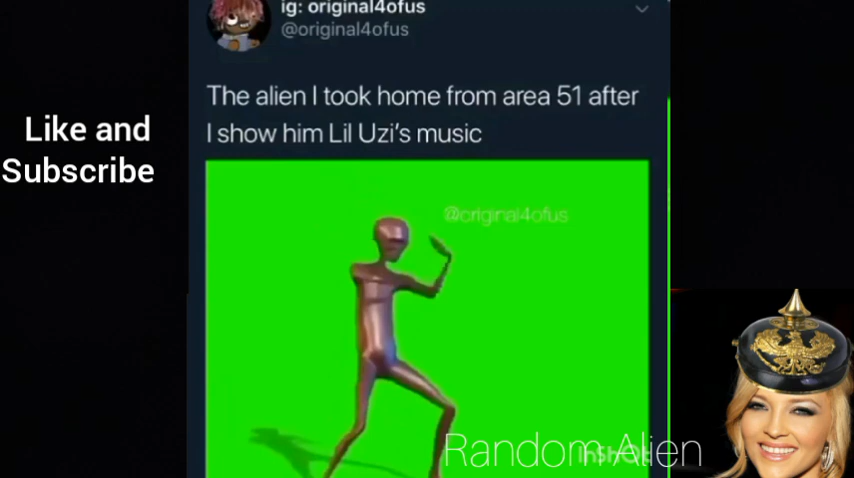 ig: original4ofus
@original4ofus
The alien I took home from area 51 after
I show him Lil Uzi's music
Like and
Subscribe
@original4ofus
Random Alien
InShOt